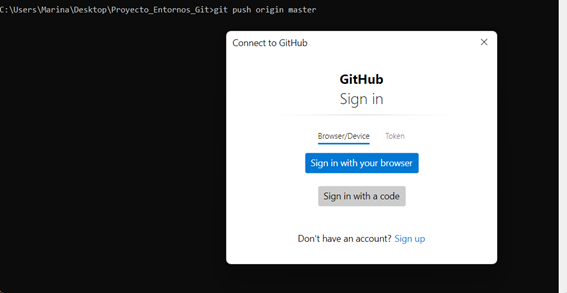 C:\Users\Marina\Desktop\Proyecto_Entornos_Git>git push origin master
Connect to GitHub
GitHub
Sign in
Browser/Device Token
Sign in with your browser
Sign in with a code
Don't have an account? Sign up